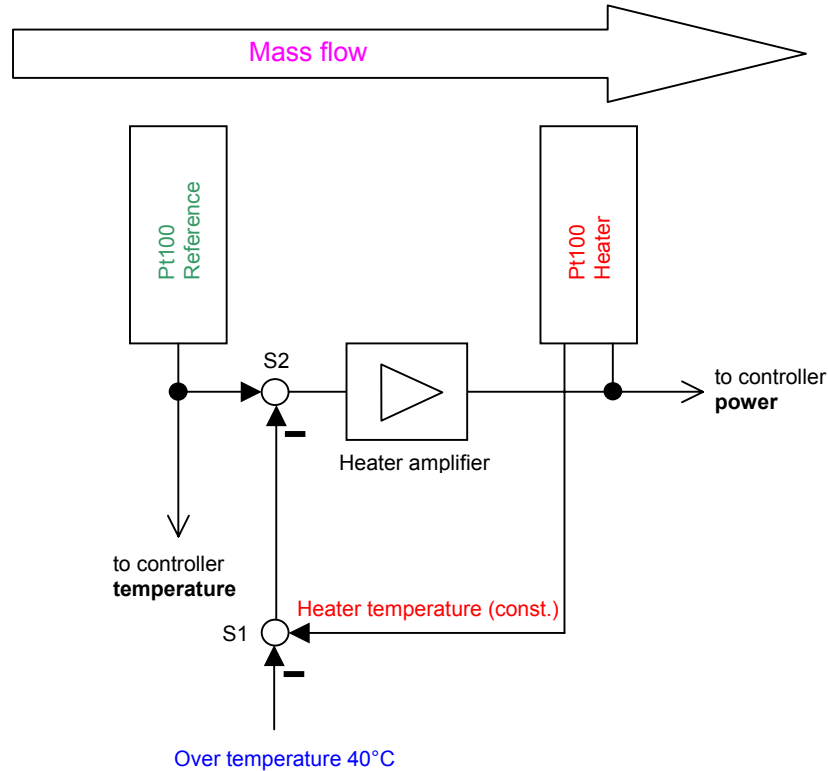 Mass flow
Pt100
Reference
Pt100
Heater
S2
to controller
power
Heater amplifier
to controller
temperature
Heater temperature (const.)
S1
Over temperature 40°C